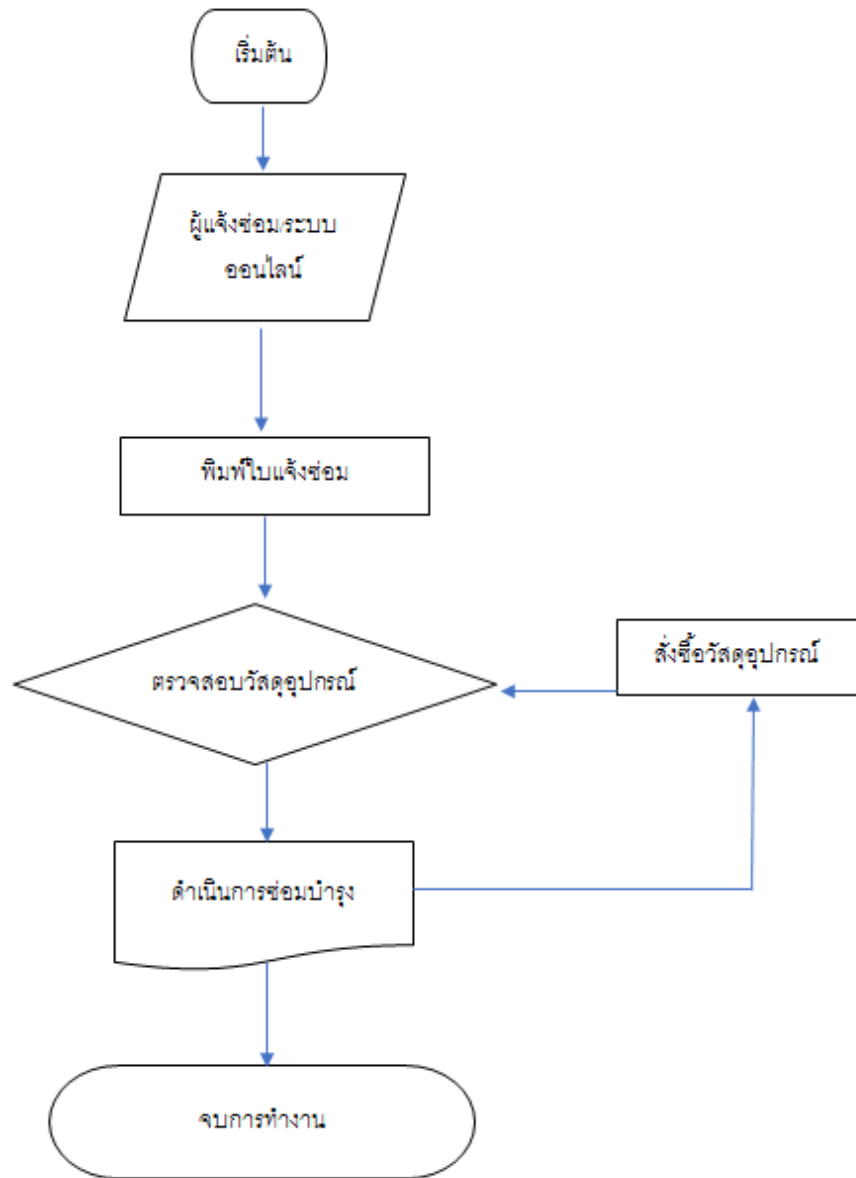 เริ่มต้น
ผู้แจ้งซ่อม/ระบบ
ออนไลน์
พิมพ์ใบแจ้งซ่อม
ตรวจสอบวัสดุอุปกรณ์
สั่งซื้อวัสดุอุปกรณ์
ดำเนินการซ่อมบำรุง
จบการทำงาน